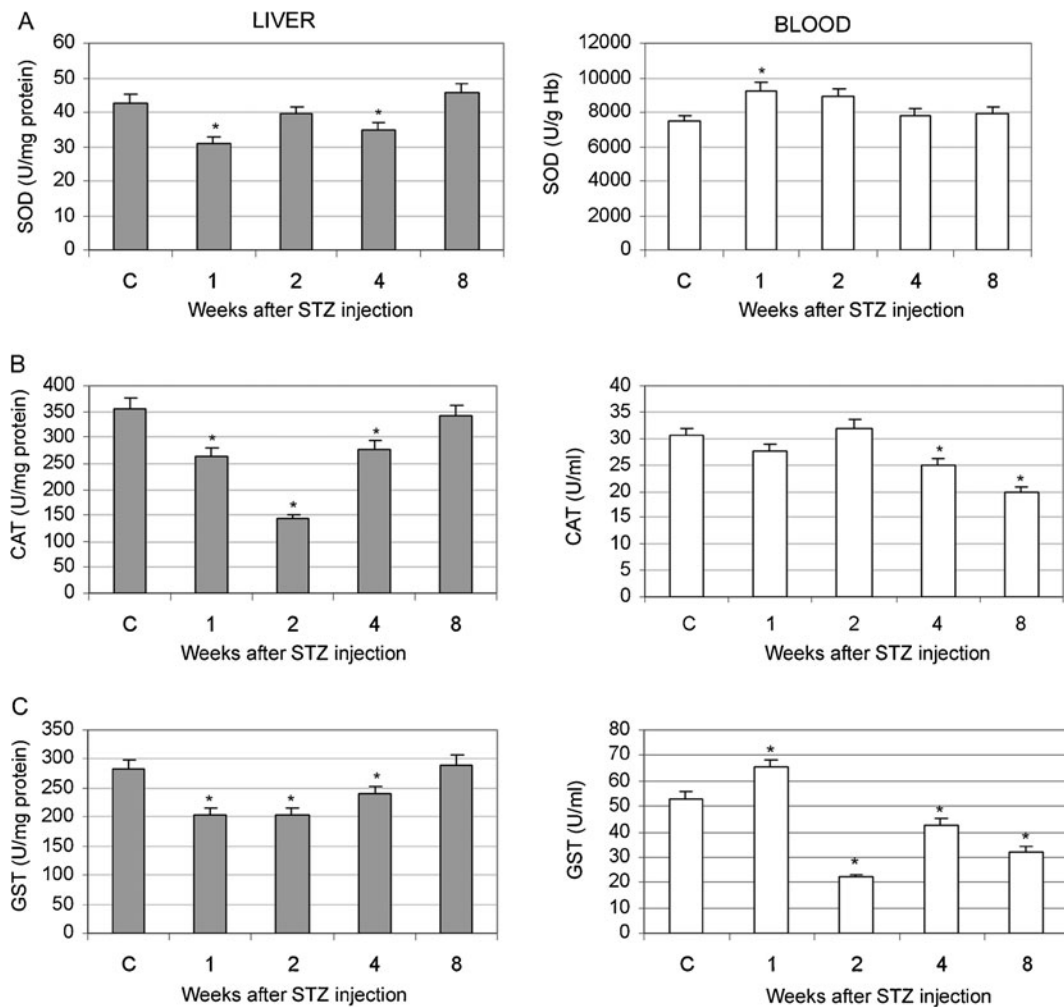 A
LIVER
SOD (U/mg protein)
60
50
40
30
20
10
0
* *
C 1 2 4 8
Weeks after STZ injection
BLOOD
SOD (U/g Hb)
12000
10000
8000
6000
4000
2000
0
*
C 1 2 4 8
Weeks after STZ injection
B
CAT (U/mg protein)
400
350
300
250
200
150
100
50
0
* * *
C 1 2 4 8
Weeks after STZ injection
CAT (U/ml)
40
35
30
25
20
15
10
5
0
* *
C 1 2 4 8
Weeks after STZ injection
C
GST (U/mg protein)
350
300
250
200
150
100
50
0
* * *
C 1 2 4 8
Weeks after STZ injection
GST (U/ml)
80
70
60
50
40
30
20
10
0
* * * *
C 1 2 4 8
Weeks after STZ injection